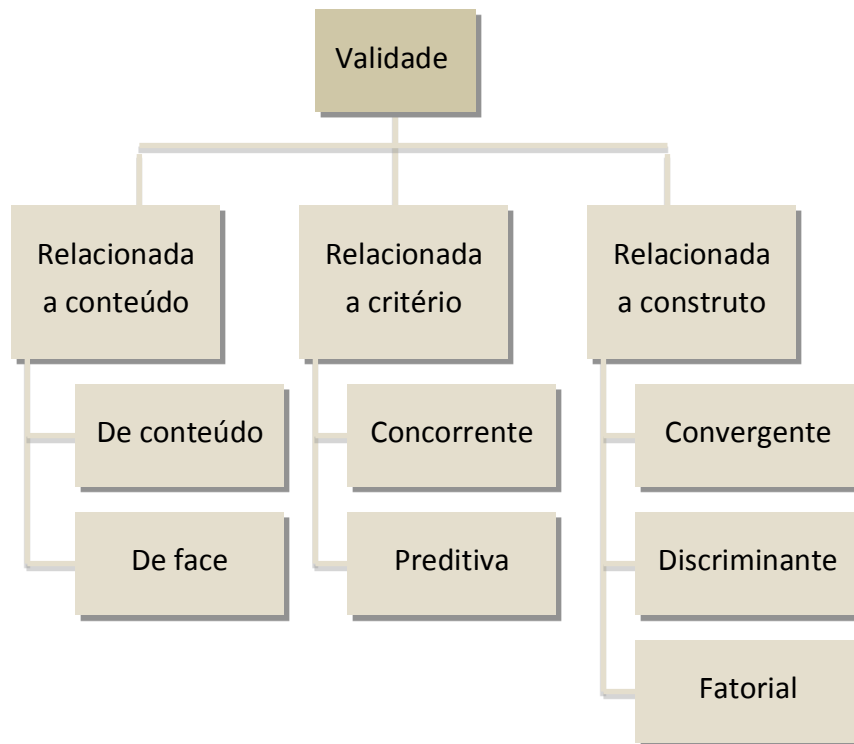 Validade
Relacionada
a conteúdo
De conteúdo
De face
Relacionada
a critério
Concorrente
Preditiva
Relacionada
a construto
Convergente
Discriminante
Fatorial